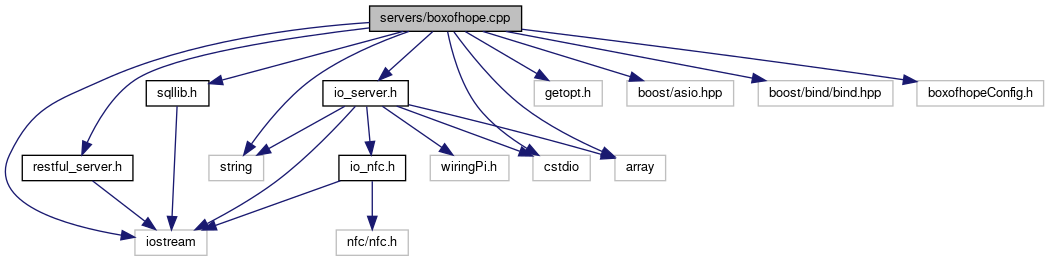 servers/boxofhope.cpp
sqllib.h
io_server.h
getopt.h
boost/asio.hpp
boost/bind/bind.hpp
boxofhopeConfig.h
restful_server.h
string
io_nfc.h
wiringPi.h
cstdio
array
iostream
nfc/nfc.h